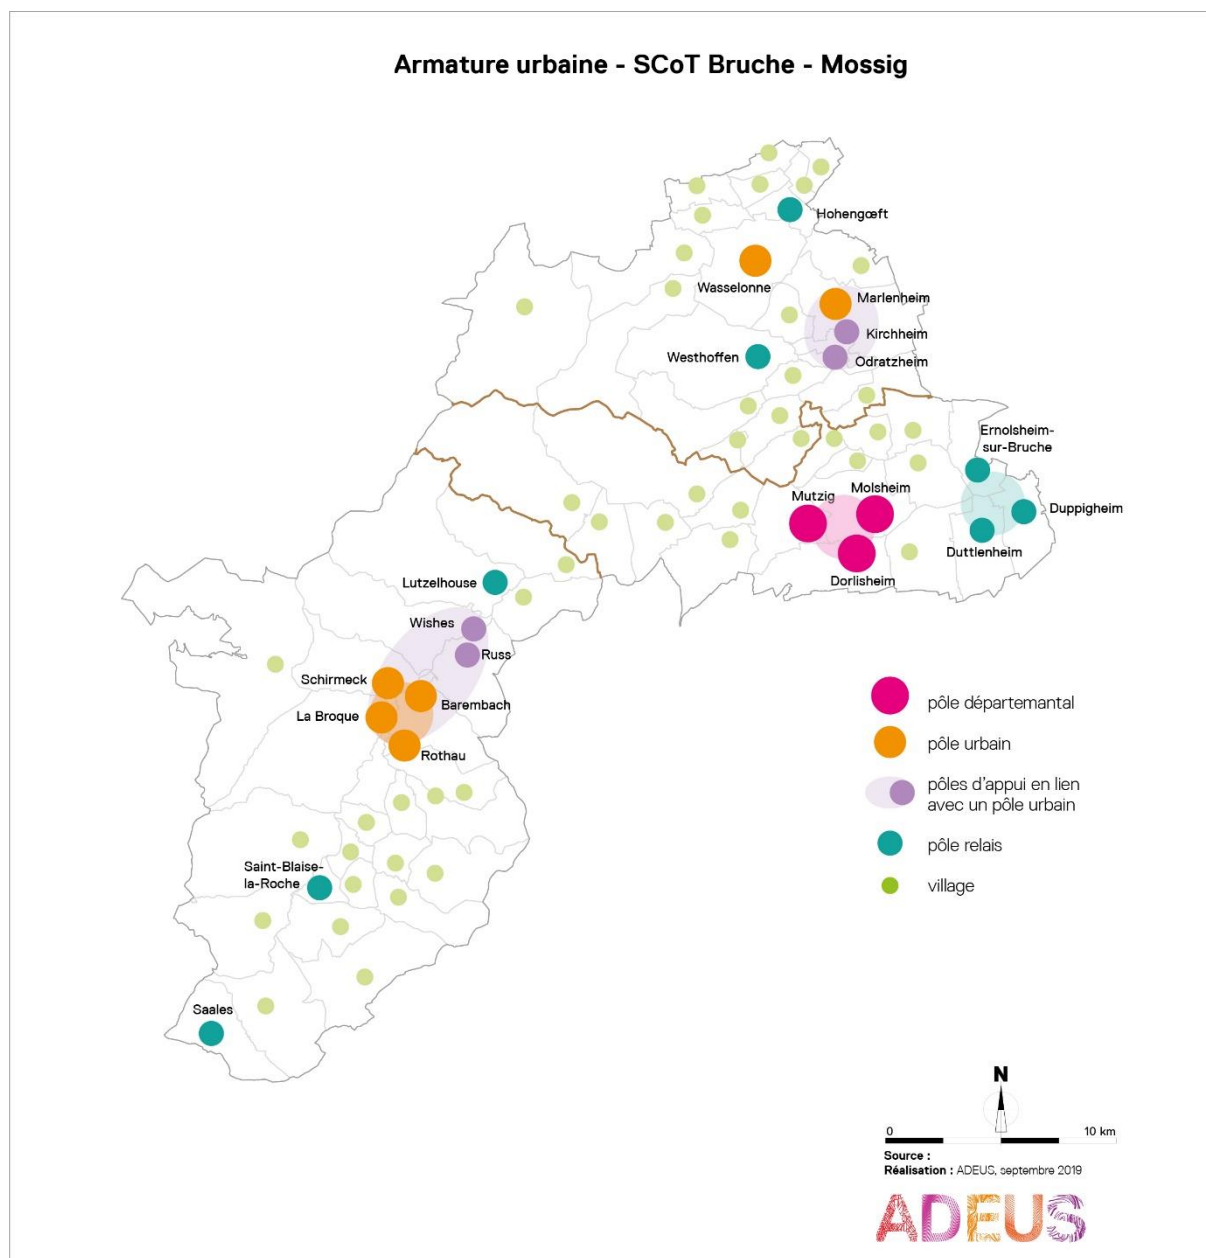 Armature urbaine - SCoT Bruche - Mossig
Hohengœft
Wasselonne
Marlenheim
Kirchheim
Westhoffen
Odratzheim
Ernolsheim-
sur-Bruche
Mutzig
Molsheim
Duppigheim
Duttlenheim
Dorlisheim
Lutzelhouse
Wishes
Russ
Schirmeck
Barembach
La Broque
Rothau
Saint-Blaise-
la-Roche
Saales
pôle départemantal
pôle urbain
pôles d'appui en lien
avec un pôle urbain
pôle relais
village
N
0 10 km
Source :
Réalisation : ADEUS, septembre 2019
ADEUS